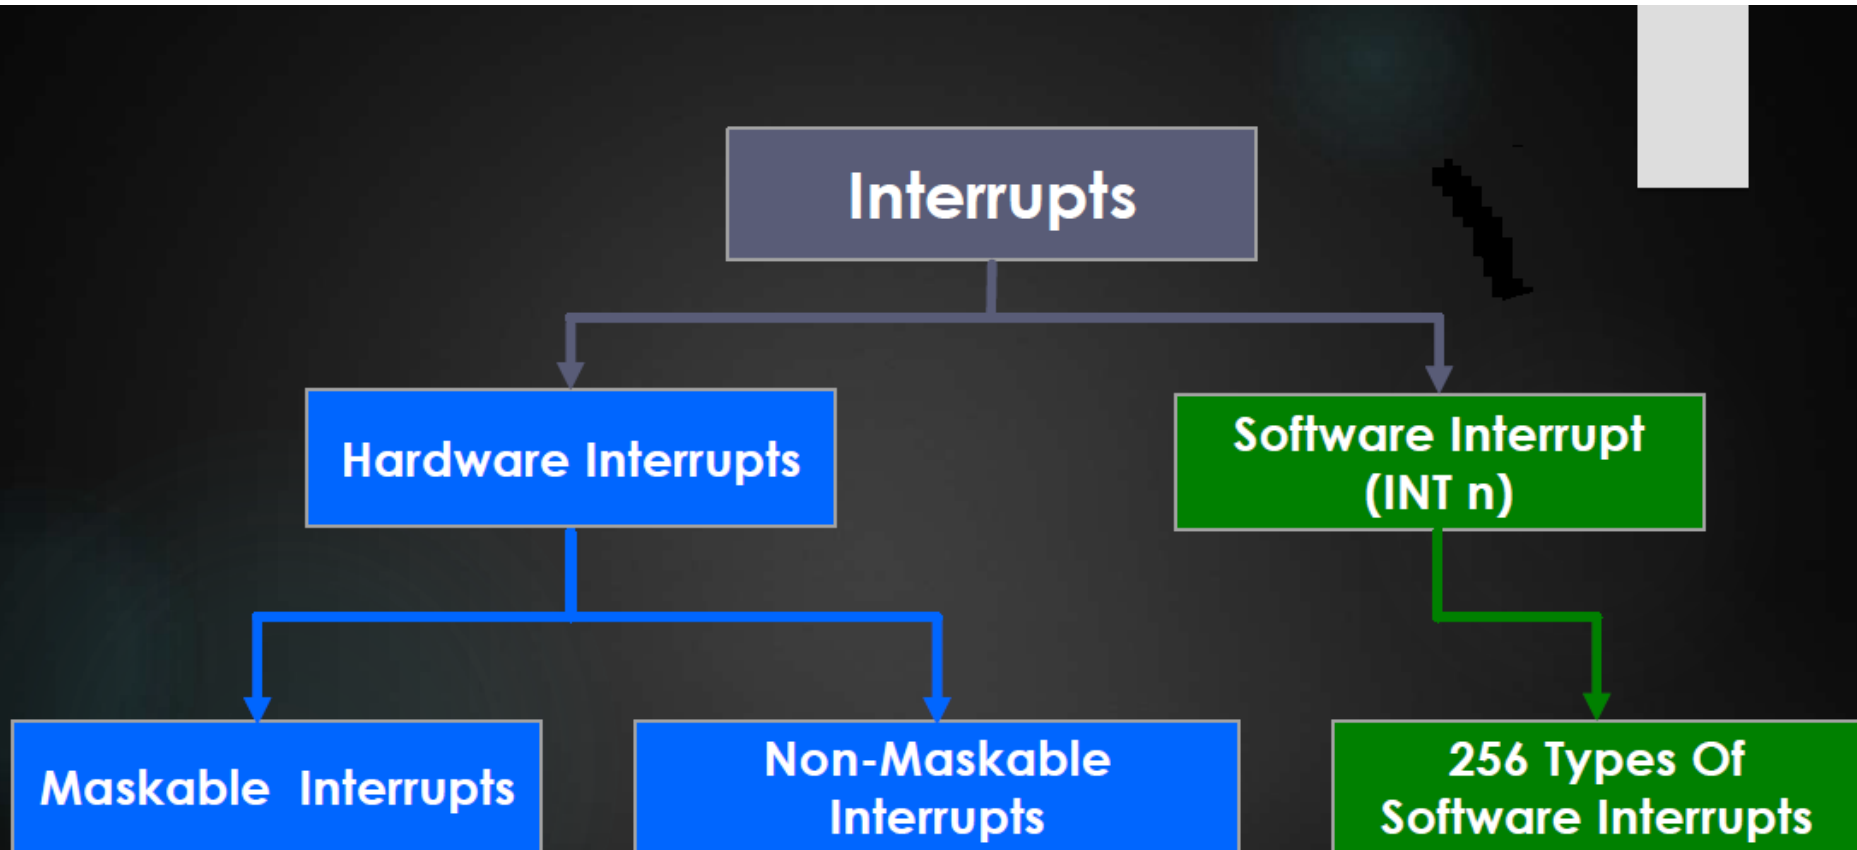 Interrupts
Hardware Interrupts
Software Interrupt
(INT n)
Maskable Interrupts
Non-Maskable
Interrupts
256 Types Of
Software Interrupts